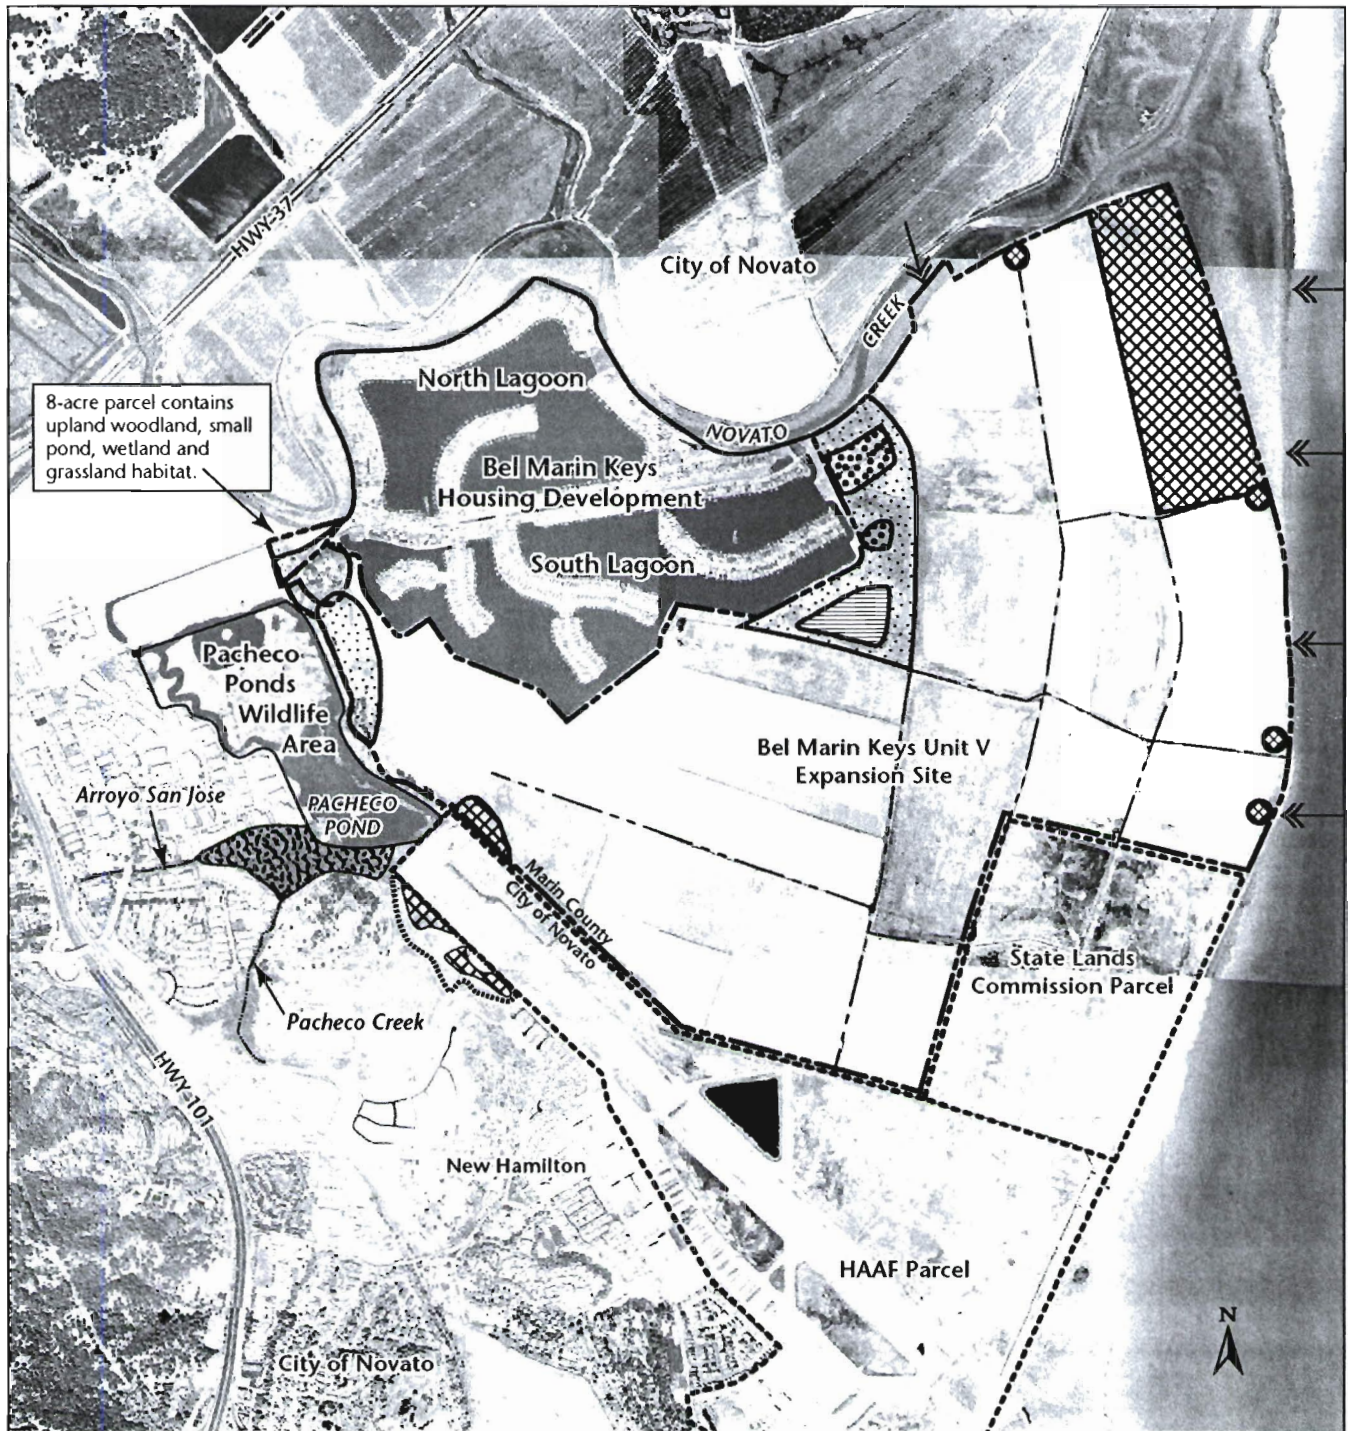 HWY 37
City of Novato
CREEK
North Lagoon
8-acre parcel contains
upland woodland, small
pond, wetland and
grassland habitat.
NOVATO
Bel Marin Keys
Housing Development
South Lagoon
Pacheco
Ponds
Wildlife
Area
Bel Marin Keys Unit V
Expansion Site
Arroyo San Jose
PACHECO
POND
Marin County
City of Novato
State Lands
Commission Parcel
Pacheco Creek
HWY 101
New Hamilton
HAAF Parcel
N
City of Novato